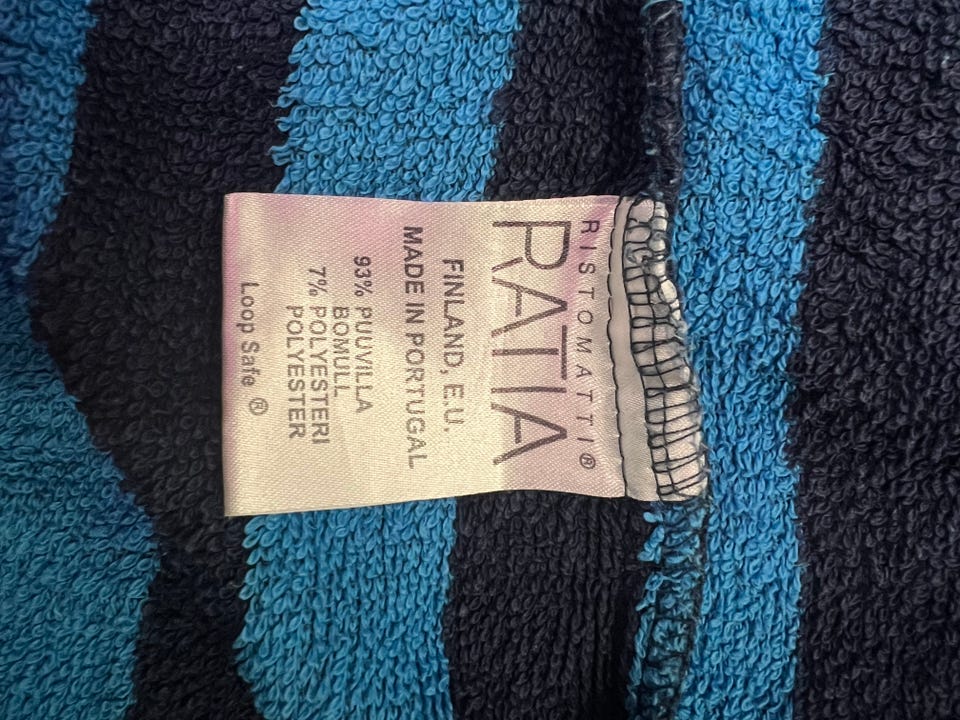 RISTOMATTI®
RATIA
FINLAND, E.U.
MADE IN PORTUGAL
93% PUUVILLA
BOMULL
7% POLYESTERI
POLYESTER
Loop Safe ®